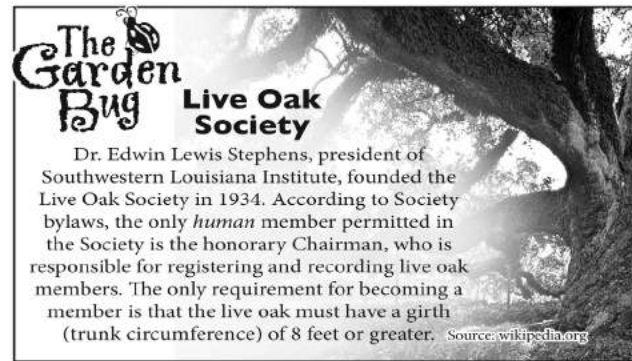 The
Garden
Bug
Live Oak
Society
Dr. Edwin Lewis Stephens, president of
Southwestern Louisiana Institute, founded the
Live Oak Society in 1934. According to Society
bylaws, the only human member permitted in
the Society is the honorary Chairman, who is
responsible for registering and recording live oak
members. The only requirement for becoming a
member is that the live oak must have a girth
(trunk circumference) of 8 feet or greater. Source: wikipedia.org